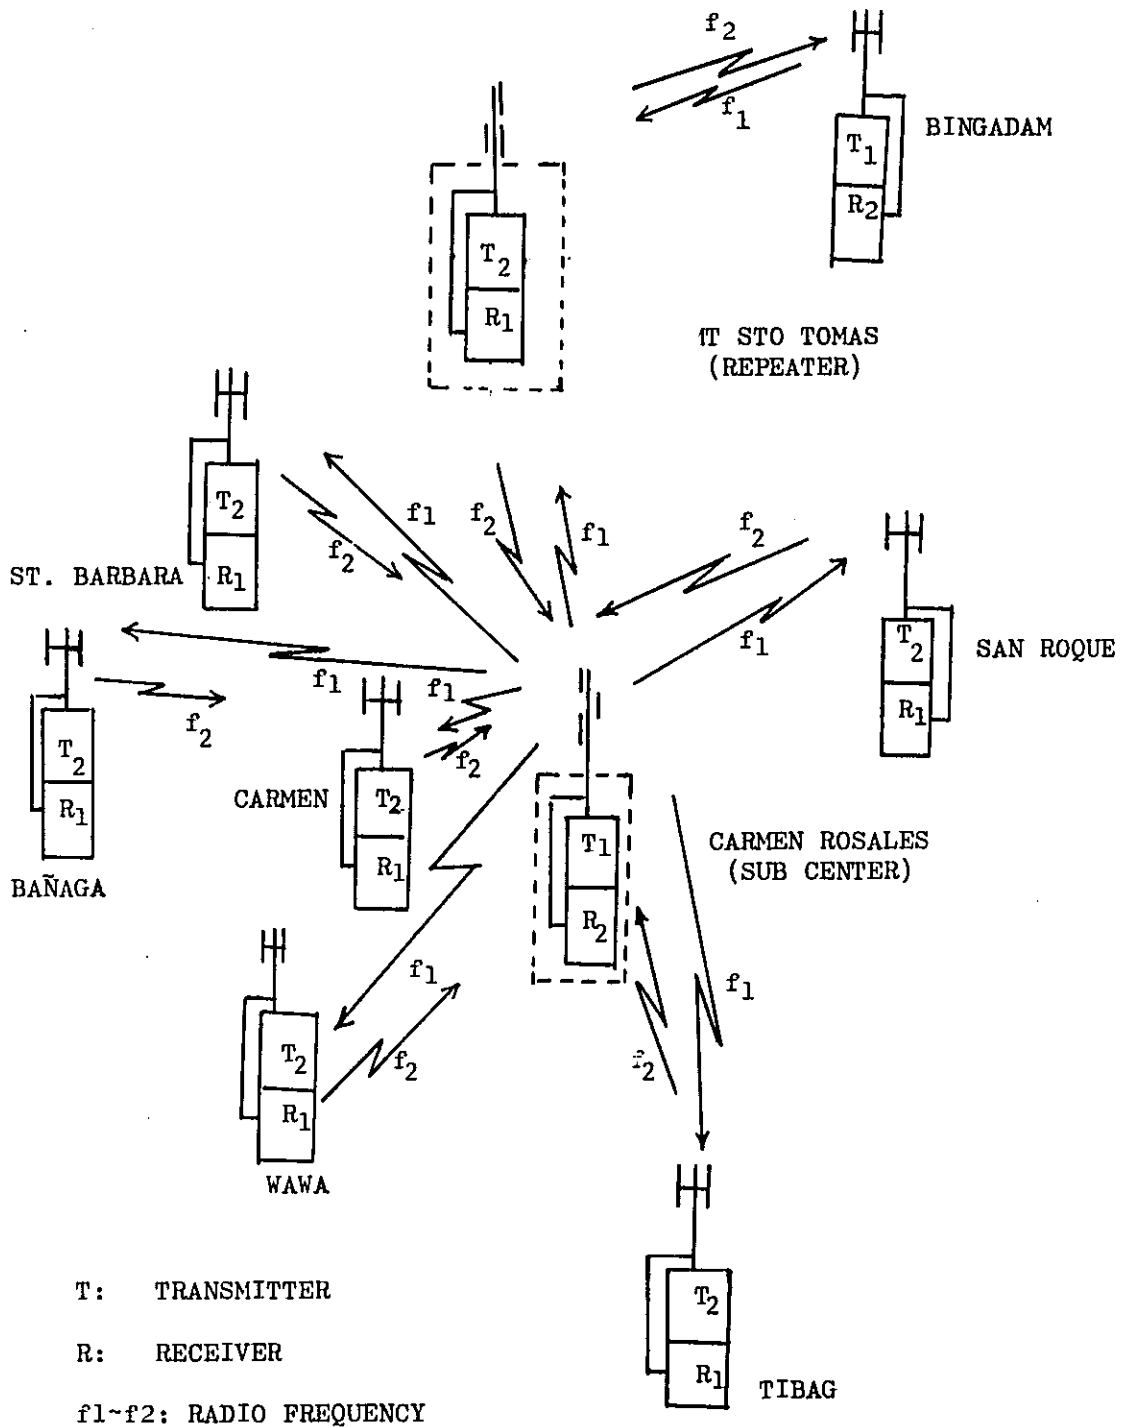 f2
f1
T1
R2
BINGADAM
T2
R1
MT STO TOMAS
(REPEATER)
T2
R1
ST. BARBARA
f2
f1
f2
f1
f2
f1
T2
R1
SAN ROQUE
f1
f2
T2
R1
BAÑAGA
f1
f2
T2
R1
CARMEN
T1
R2
CARMEN ROSALES
(SUB CENTER)
f1
f2
T2
R1
WAWA
f1
f2
T2
R1
TIBAG
T: TRANSMITTER
R: RECEIVER
f1~f2: RADIO FREQUENCY